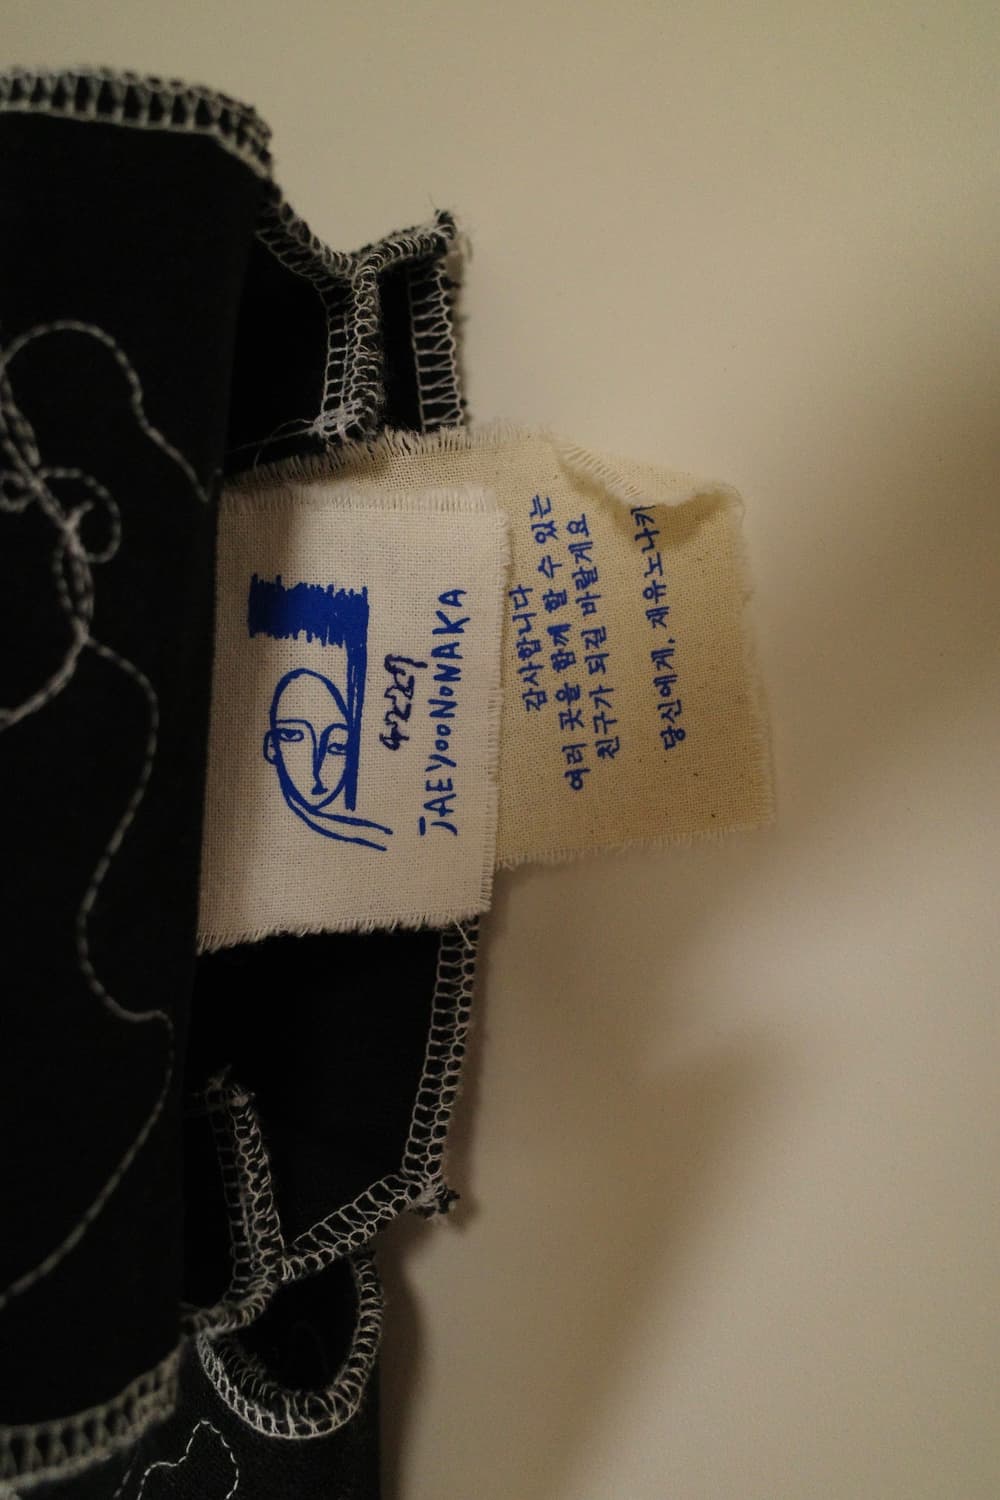 JAEYOONONAKA
감사합니다
여러 곳을 함께 할 수 있는
친구가 되길 바랄게요
당신에게, 재유노나카